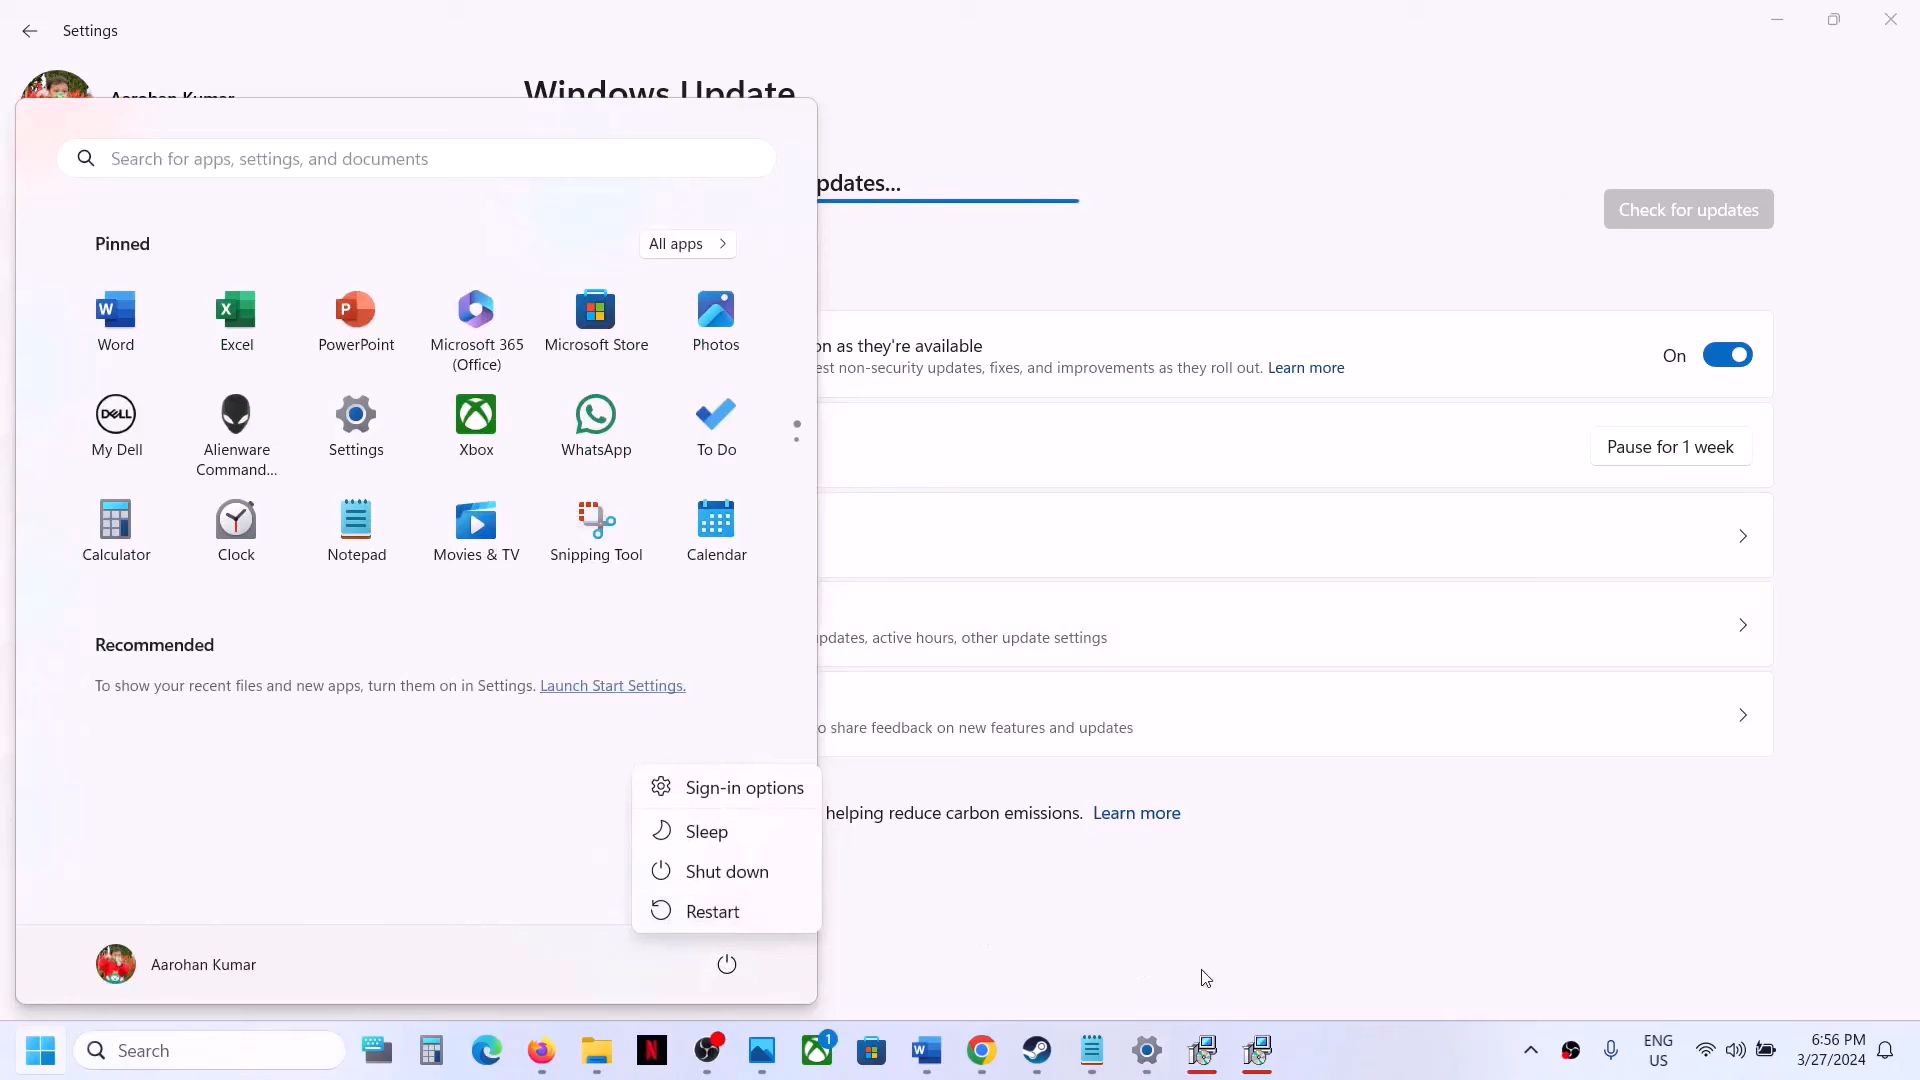 Settings
Aarohan Kumar
Windows Update
Search for apps, settings, and documents
pdates...
Check for updates
Pinned
All apps
Word
Excel
PowerPoint
Microsoft 365
(Office)
Microsoft Store
Photos
on as they're available
est non-security updates, fixes, and improvements as they roll out. Learn more
On
DELL
My Dell
Alienware
Command...
Settings
Xbox
WhatsApp
To Do
Pause for 1 week
Calculator
Clock
Notepad
Movies & TV
Snipping Tool
Calendar
Recommended
updates, active hours, other update settings
To show your recent files and new apps, turn them on in Settings. Launch Start Settings.
o share feedback on new features and updates
Sign-in options
helping reduce carbon emissions. Learn more
Sleep
Shut down
Restart
Aarohan Kumar
Search
1
ENG
US
6:56 PM
3/27/2024